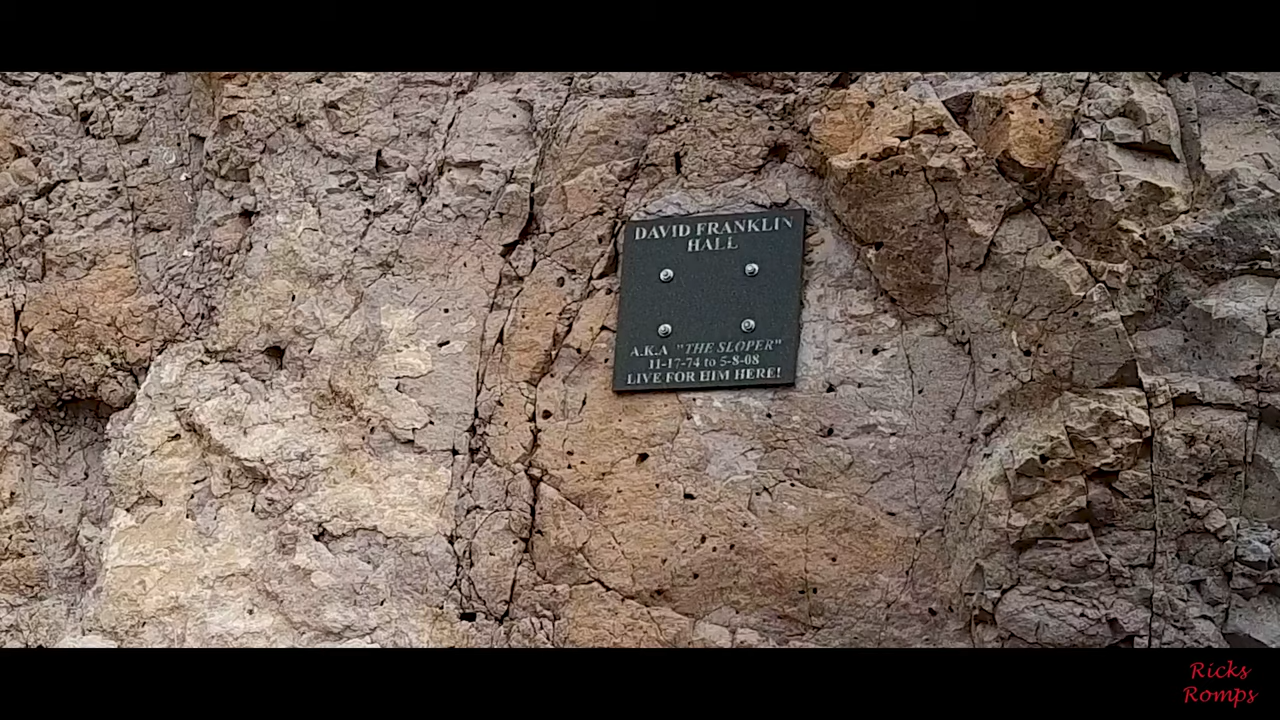 DAVID FRANKLIN
HALL
A.K.A "THE SLOPER"
11-17-74 to 5-8-08
LIVE FOR HIM HERE!
Ricks
Romps